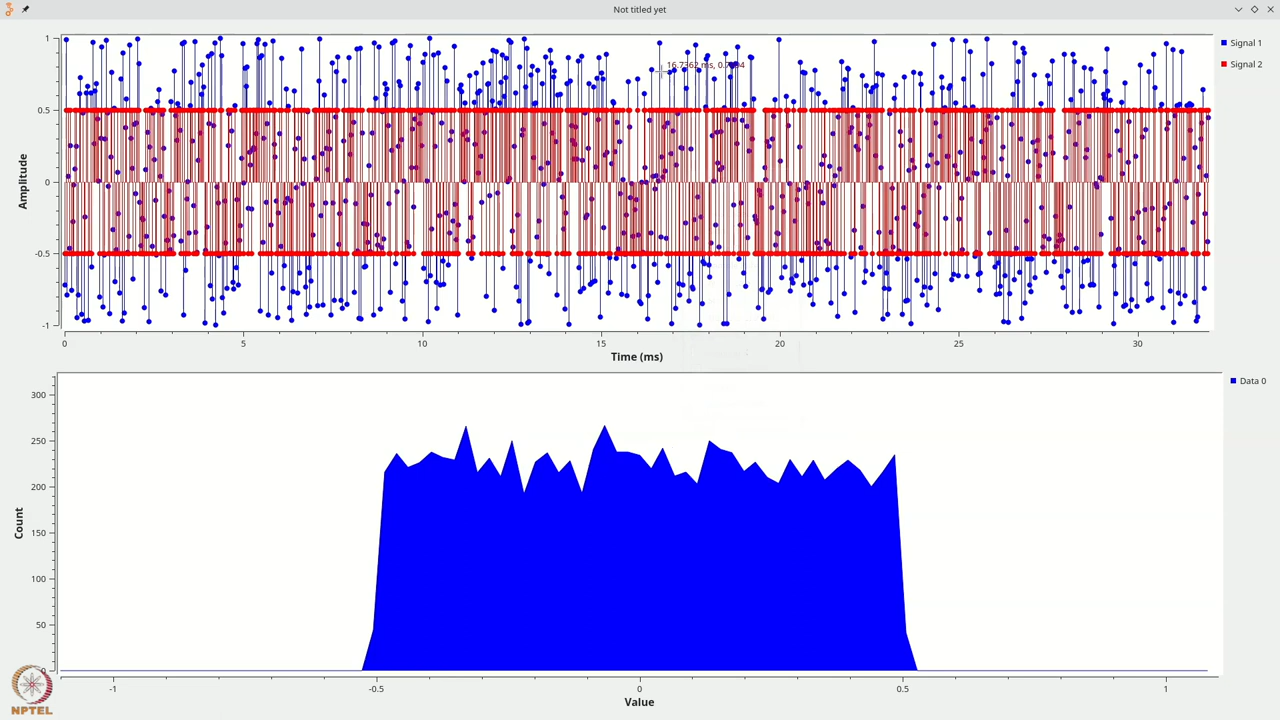 Not titled yet
Signal 1
Signal 2
Amplitude
1
0.5
0
-0.5
-1
0 5 10 15 20 25 30
Time (ms)
Data 0
Count
300
250
200
150
100
50
0
-1 -0.5 0 0.5 1
Value
NPTEL